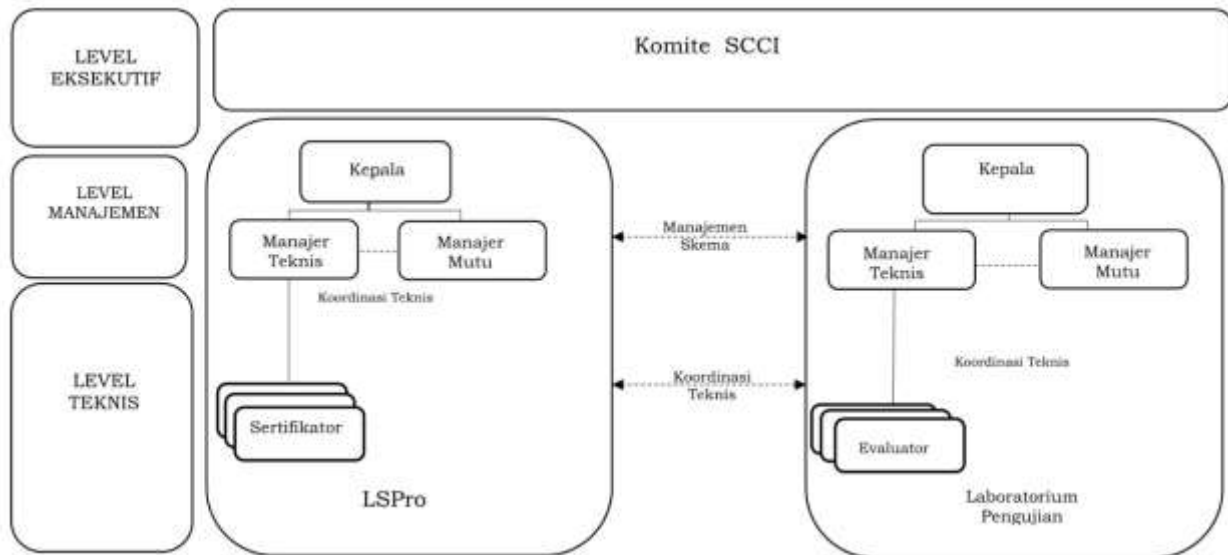 LEVEL
EKSEKUTIF
Komite SCCI
LEVEL
MANAJEMEN
Kepala
Manajer
Teknis
Manajer
Mutu
Koordinasi Teknis
Manajemen
Skema
Kepala
Manajer
Teknis
Manajer
Mutu
LEVEL
TEKNIS
Koordinasi
Teknis
Koordinasi Teknis
Sertifikator
Evaluator
LSPro
Laboratorium
Pengujian